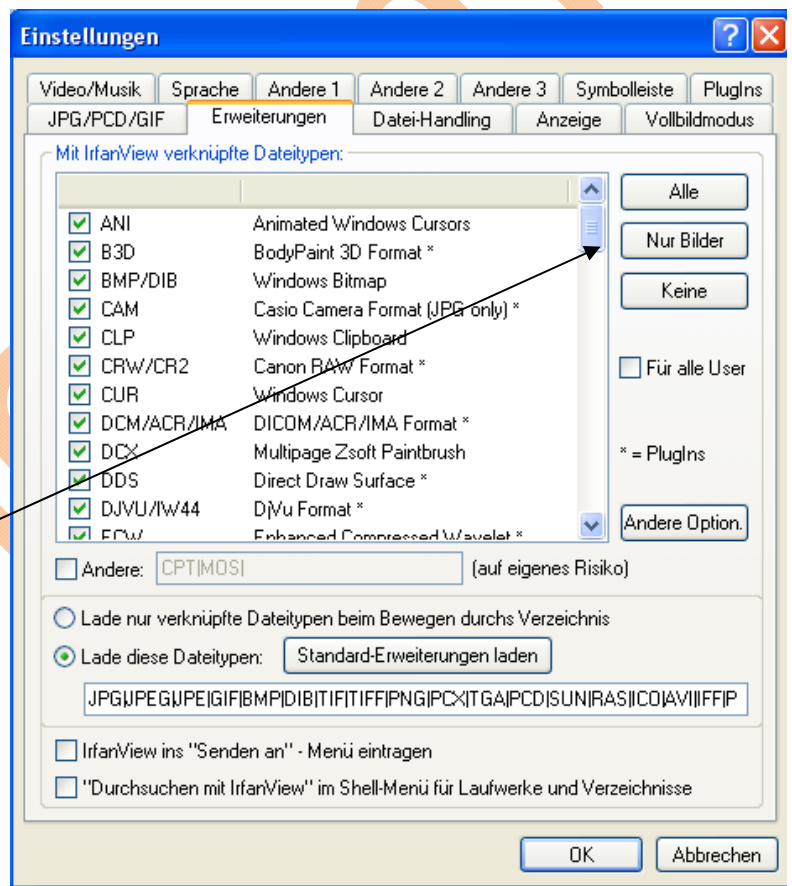 Einstellungen
Video/Musik Sprache Andere 1 Andere 2 Andere 3 Symbolleiste PlugIns
JPG/PCD/GIF Erweiterungen Datei-Handling Anzeige Vollbildmodus
Mit IrfanView verknüpfte Dateitypen:
Alle
ANI Animated Windows Cursors
B3D BodyPaint 3D Format *
Nur Bilder
BMP/DIB Windows Bitmap
Keine
CAM Casio Camera Format (JPG only) *
CLP Windows Clipboard
CRW/CR2 Canon RAW Format *
Für alle User
CUR Windows Cursor
DCM/ACR/IMA DICOM/ACR/IMA Format *
DCX Multipage Zsoft Paintbrush
* = PlugIns
DDS Direct Draw Surface *
DJVU/IW44 DjVu Format *
Andere Option.
ECW Enhanced Compressed Wavelet *
Andere: CPT|MOS| (auf eigenes Risiko)
Lade nur verknüpfte Dateitypen beim Bewegen durchs Verzeichnis
Lade diese Dateitypen: Standard-Erweiterungen laden
JPG|JPEG|JPE|GIF|BMP|DIB|TIF|TIFF|PNG|PCX|TGA|PCD|SUN|RAS|ICO|AVI|IFF|P
IrfanView ins "Senden an" - Menü eintragen
"Durchsuchen mit IrfanView" im Shell-Menü für Laufwerke und Verzeichnisse
OK Abbrechen